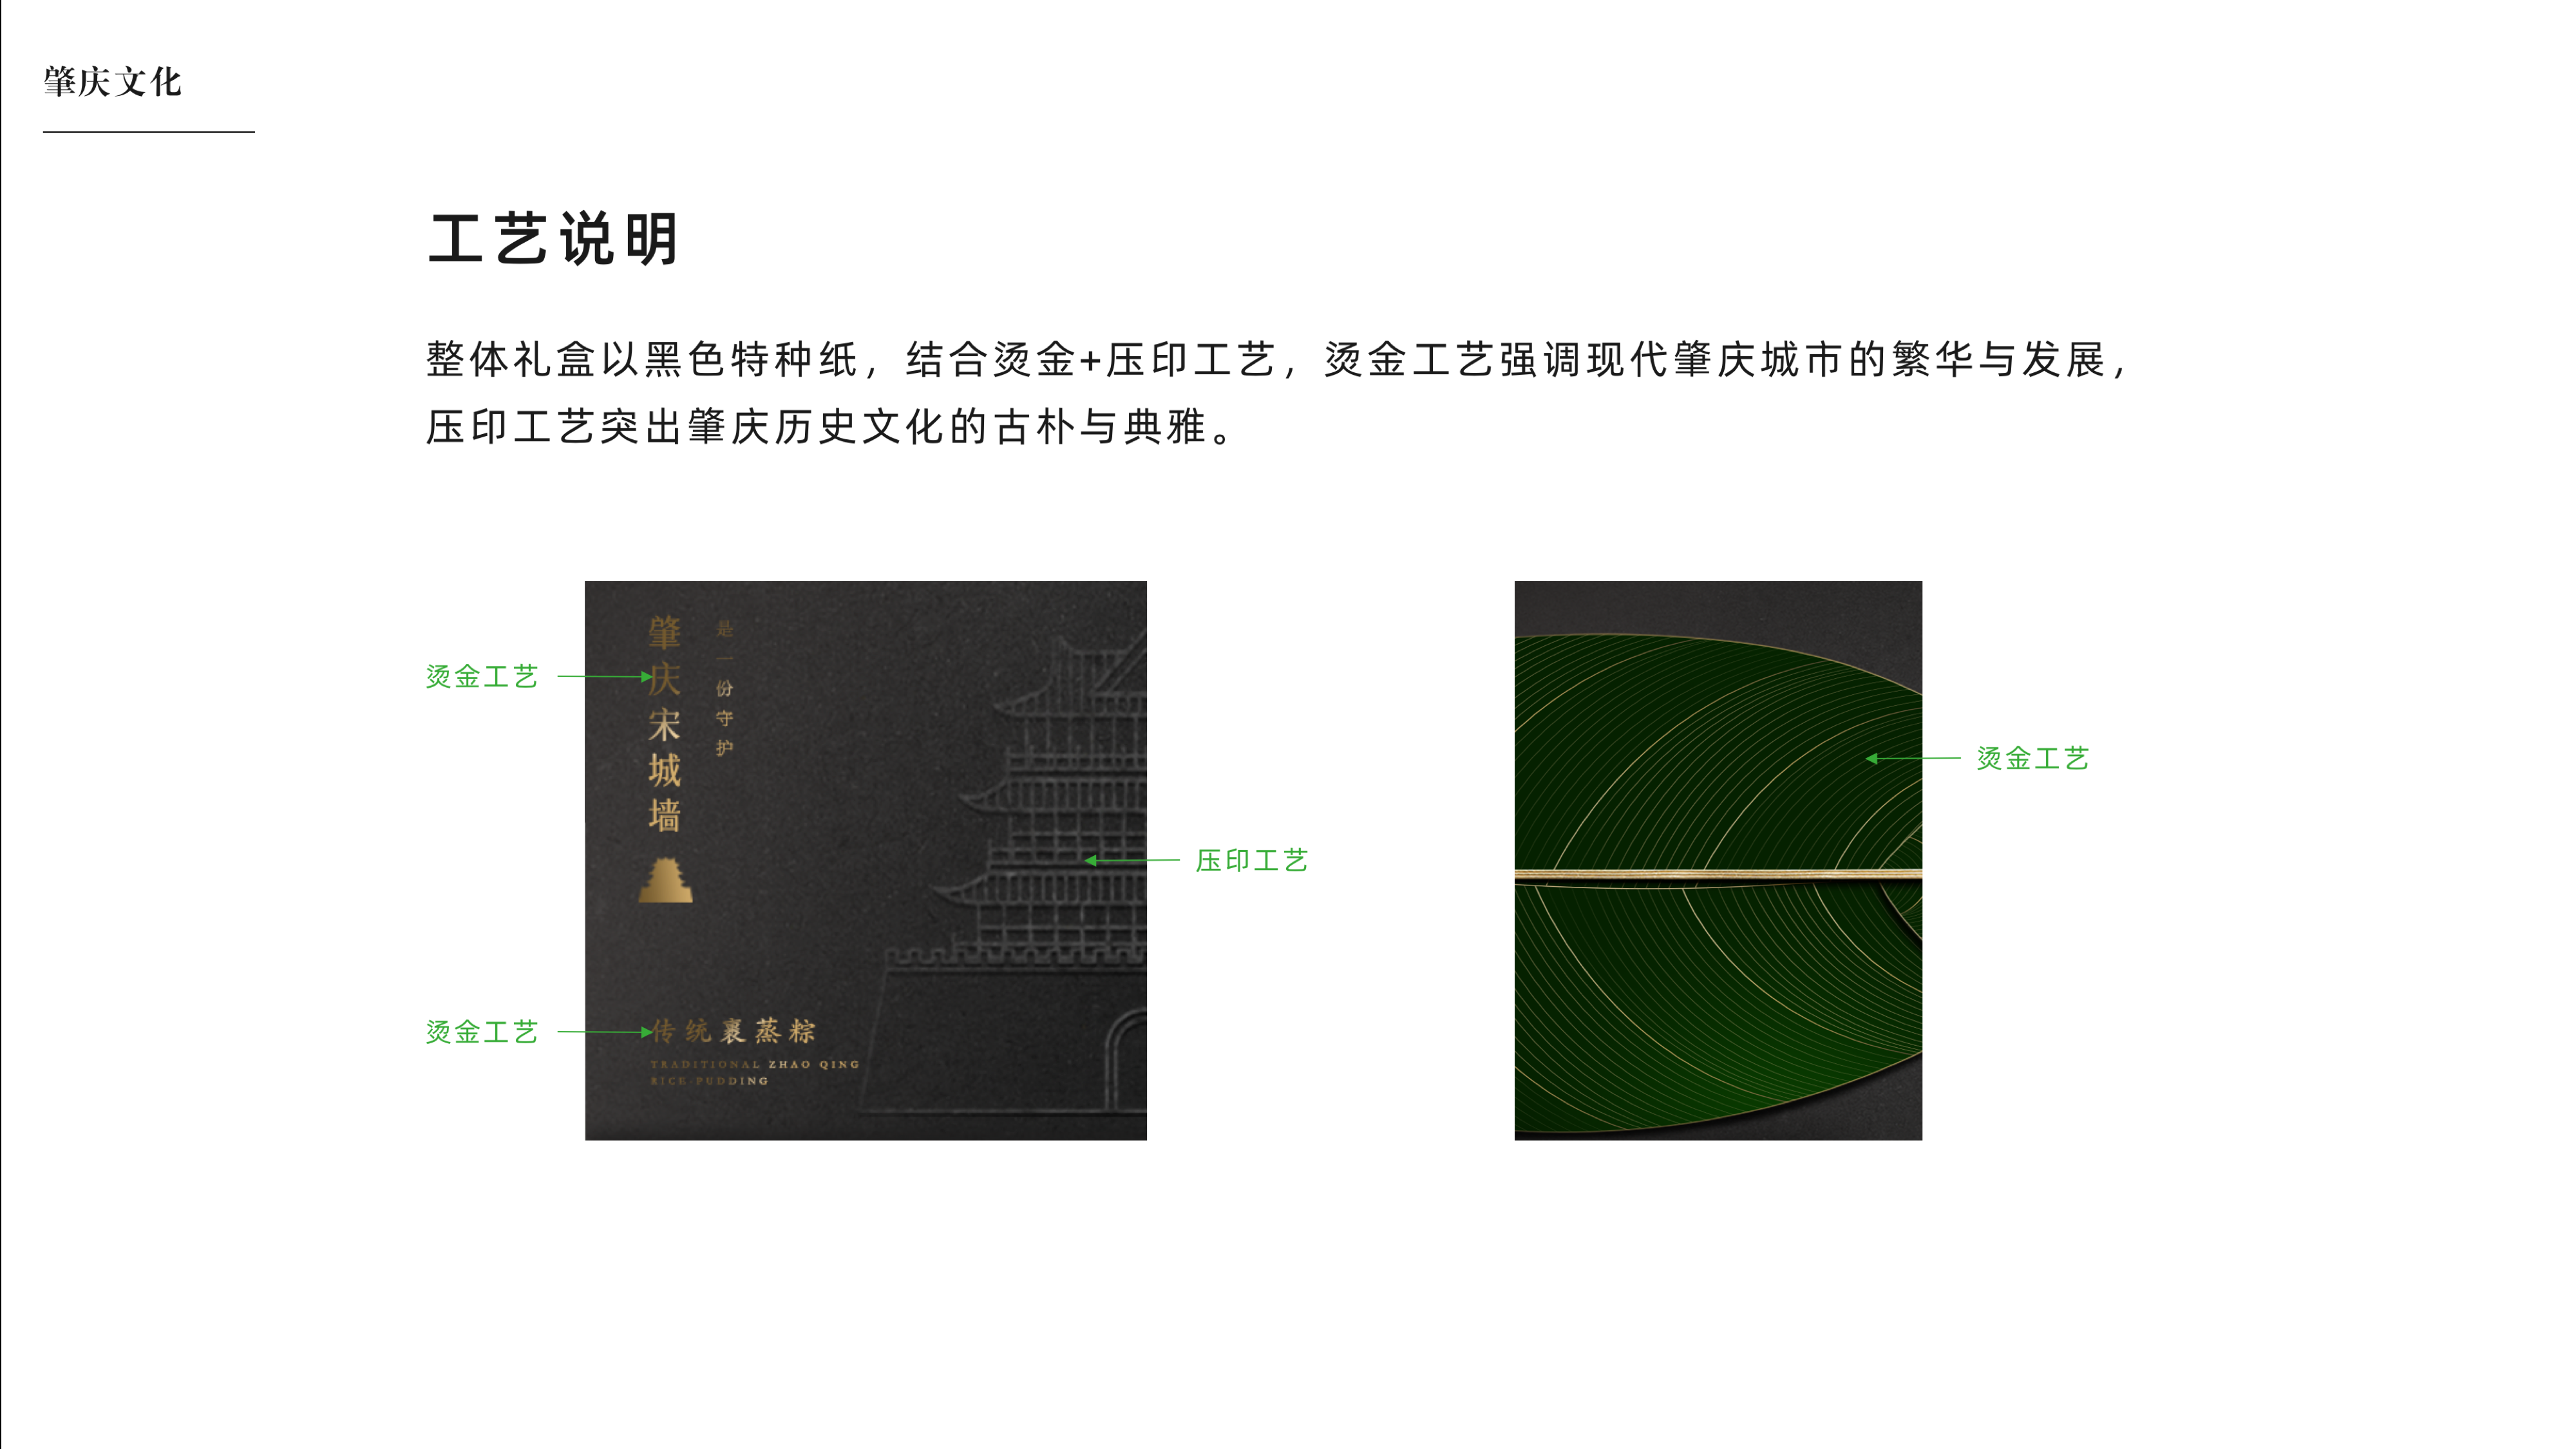 肇庆文化
工艺说明
整体礼盒以黑色特种纸，结合烫金+压印工艺，烫金工艺强调现代肇庆城市的繁华与发展，
压印工艺突出肇庆历史文化的古朴与典雅。
烫金工艺
肇庆宋城墙
是一份守护
压印工艺
烫金工艺
传统裹蒸粽
TRADITIONAL ZHAO QING
RICE PUDDING
烫金工艺